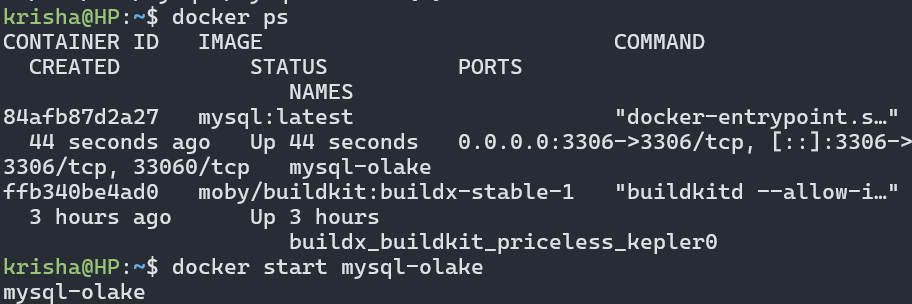 krisha@HP:~$ docker ps
CONTAINER ID   IMAGE                           COMMAND
  CREATED          STATUS          PORTS
                       NAMES
84afb87d2a27   mysql:latest                    "docker-entrypoint.s…"
  44 seconds ago   Up 44 seconds   0.0.0.0:3306->3306/tcp, [::]:3306->
3306/tcp, 33060/tcp   mysql-olake
ffb340be4ad0   moby/buildkit:buildx-stable-1   "buildkitd --allow-i…"
  3 hours ago      Up 3 hours
                       buildx_buildkit_priceless_kepler0
krisha@HP:~$ docker start mysql-olake
mysql-olake